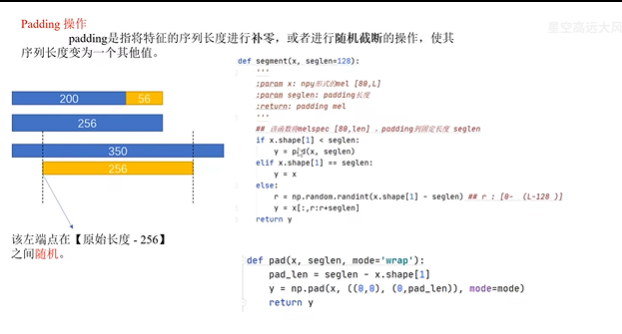 Padding 操作
星空高远大风
padding是指将特征的序列长度进行补零，或者进行随机截断的操作，使其
序列长度变为一个其他值。
200
56
256
350
256
该左端点在【原始长度 - 256】
之间随机。
def segment(x, seglen=128):
'''
:param x: npy形式的mel [80,L]
:param seglen: padding长度
:return: padding mel
'''
## 该函数将melspec [80,len] ，padding到固定长度 seglen
if x.shape[1] < seglen:
y = pad(x, seglen)
elif x.shape[1] == seglen:
y = x
else:
r = np.random.randint(x.shape[1] - seglen) ## r : [0- (L-128 )]
y = x[:,r:r+seglen]
return y
def pad(x, seglen, mode='wrap'):
pad_len = seglen - x.shape[1]
y = np.pad(x, ((0,0), (0,pad_len)), mode=mode)
return y